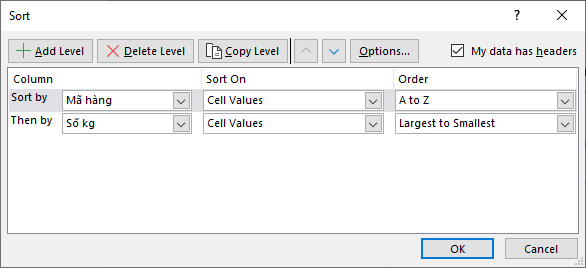 Sort ? ×
Add Level Delete Level Copy Level Options... My data has headers
Column Sort On Order
Sort by Mã hàng Cell Values A to Z
Then by Số kg Cell Values Largest to Smallest
OK Cancel